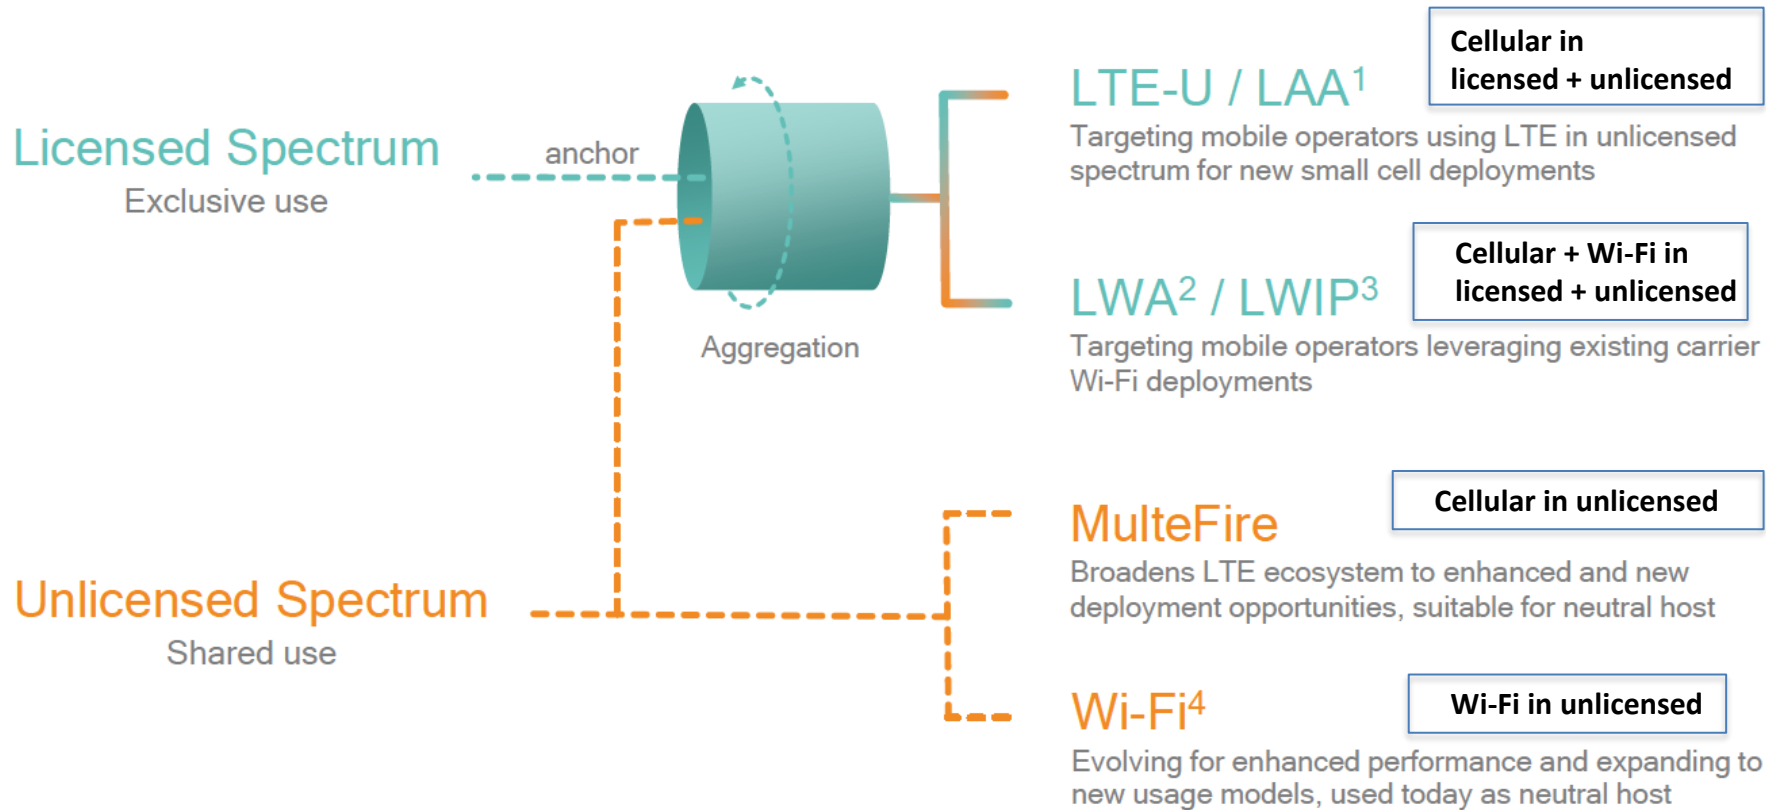 Licensed Spectrum
Exclusive use
anchor
Aggregation
Unlicensed Spectrum
Shared use
LTE-U / LAA¹
Cellular in
licensed + unlicensed
Targeting mobile operators using LTE in unlicensed
spectrum for new small cell deployments
LWA² / LWIP³
Cellular + Wi-Fi in
licensed + unlicensed
Targeting mobile operators leveraging existing carrier
Wi-Fi deployments
MulteFire
Cellular in unlicensed
Broadens LTE ecosystem to enhanced and new
deployment opportunities, suitable for neutral host
Wi-Fi⁴
Wi-Fi in unlicensed
Evolving for enhanced performance and expanding to
new usage models, used today as neutral host